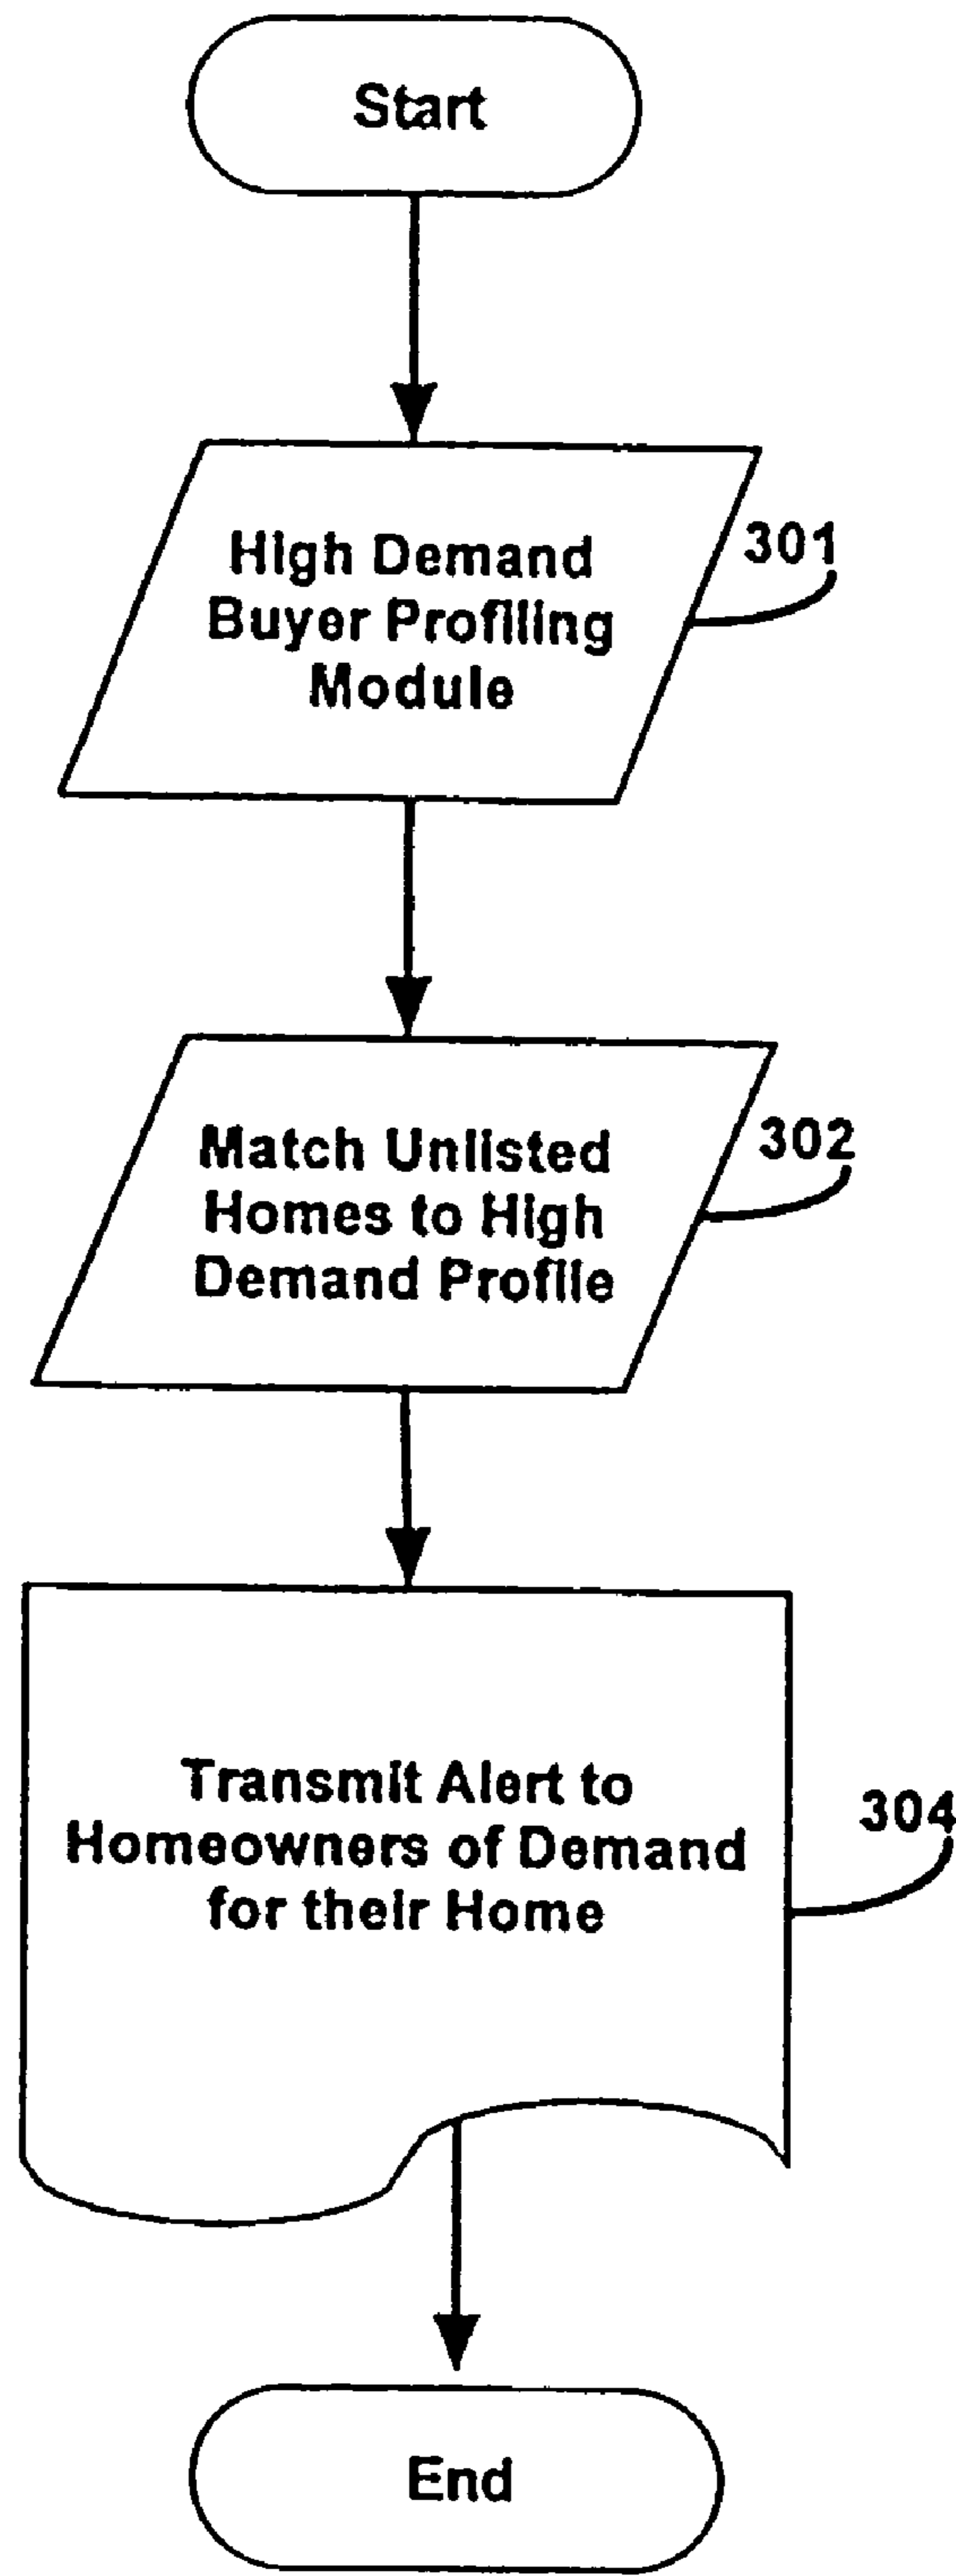 Start
High Demand
Buyer Profiling
Module
301
Match Unlisted
Homes to High
Demand Profile
302
Transmit Alert to
Homeowners of Demand
for their Home
304
End